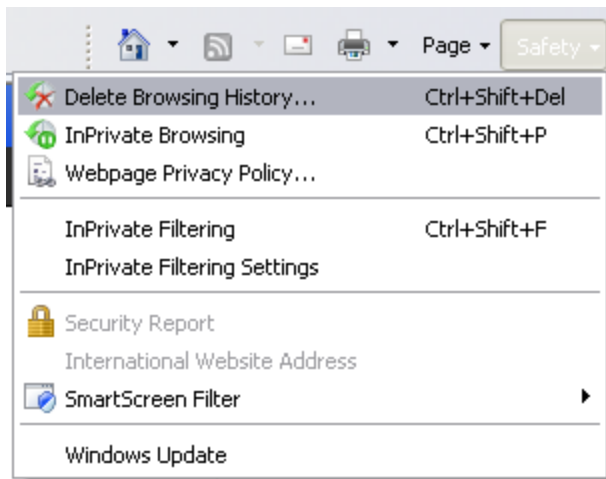 Page Safety
Delete Browsing History... Ctrl+Shift+Del
InPrivate Browsing Ctrl+Shift+P
Webpage Privacy Policy...
InPrivate Filtering Ctrl+Shift+F
InPrivate Filtering Settings
Security Report
International Website Address
SmartScreen Filter
Windows Update